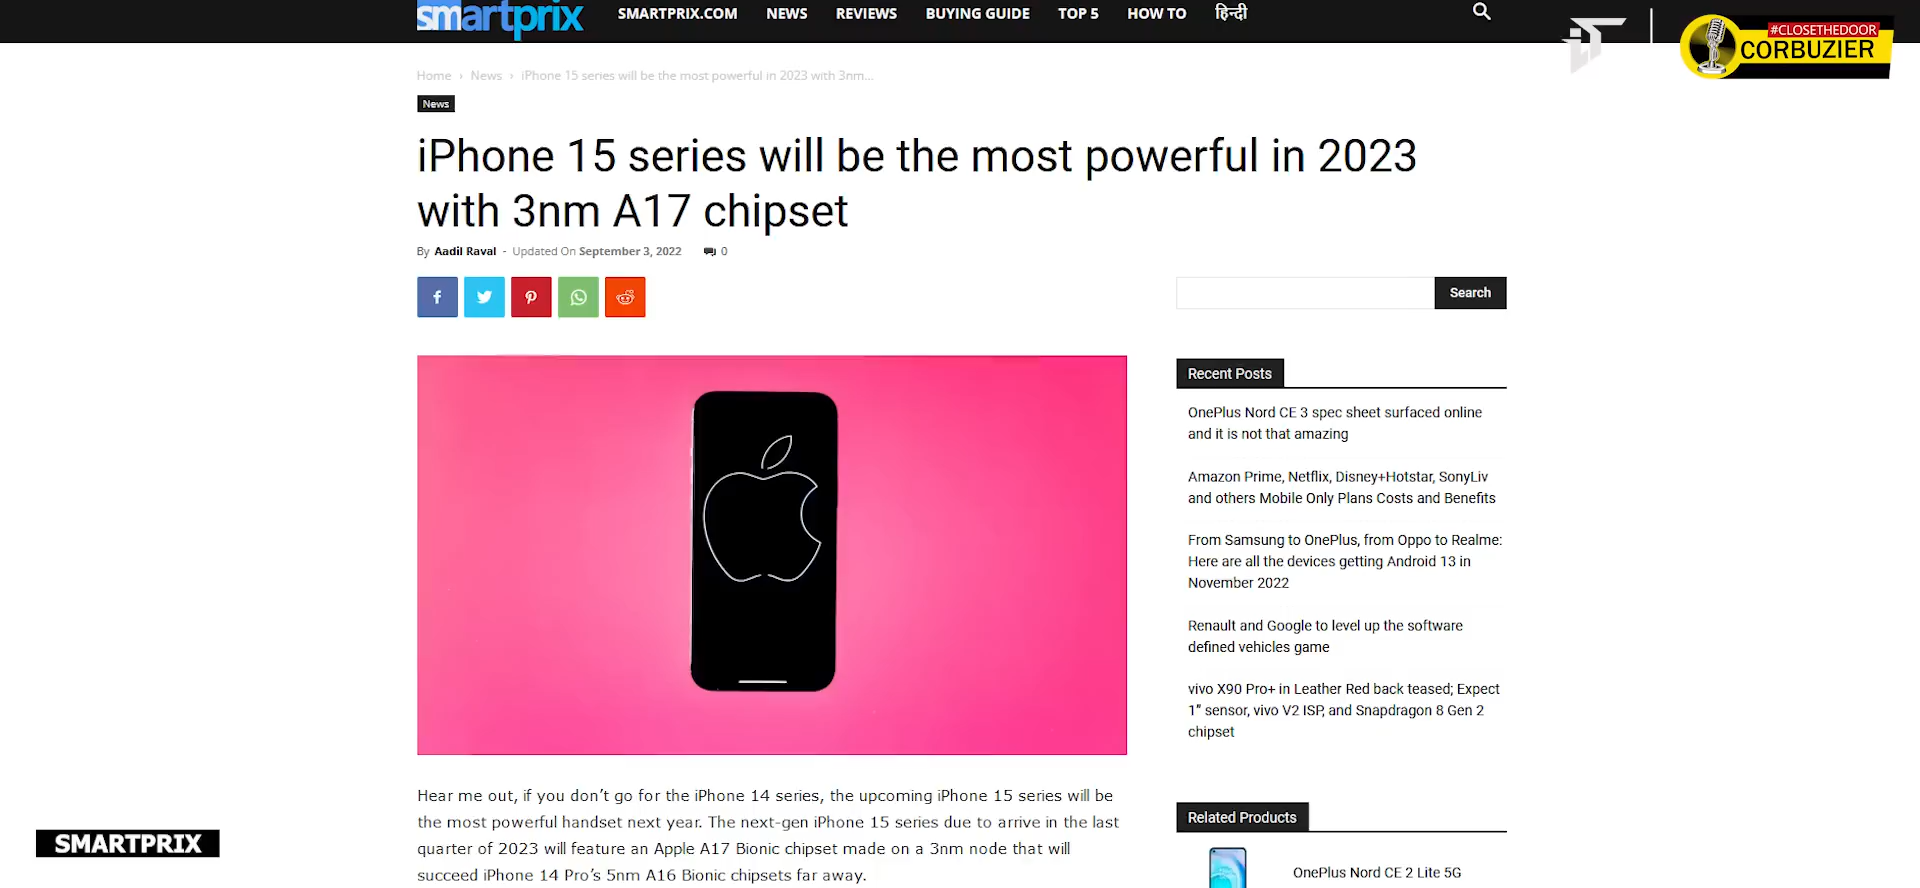 smartprix
SMARTPRIX.COM NEWS REVIEWS BUYING GUIDE TOP 5 HOW TO हिन्दी
#CLOSETHEDOOR
CORBUZIER
Home › News › iPhone 15 series will be the most powerful in 2023 with 3nm...
News
iPhone 15 series will be the most powerful in 2023
with 3nm A17 chipset
By Aadil Raval - Updated On September 3, 2022 0
Search
Recent Posts
OnePlus Nord CE 3 spec sheet surfaced online
and it is not that amazing
Amazon Prime, Netflix, Disney+Hotstar, SonyLiv
and others Mobile Only Plans Costs and Benefits
From Samsung to OnePlus, from Oppo to Realme:
Here are all the devices getting Android 13 in
November 2022
Renault and Google to level up the software
defined vehicles game
vivo X90 Pro+ in Leather Red back teased; Expect
1” sensor, vivo V2 ISP, and Snapdragon 8 Gen 2
chipset
Hear me out, if you don’t go for the iPhone 14 series, the upcoming iPhone 15 series will be
the most powerful handset next year. The next-gen iPhone 15 series due to arrive in the last
quarter of 2023 will feature an Apple A17 Bionic chipset made on a 3nm node that will
succeed iPhone 14 Pro’s 5nm A16 Bionic chipsets far away.
Related Products
OnePlus Nord CE 2 Lite 5G
SMARTPRIX